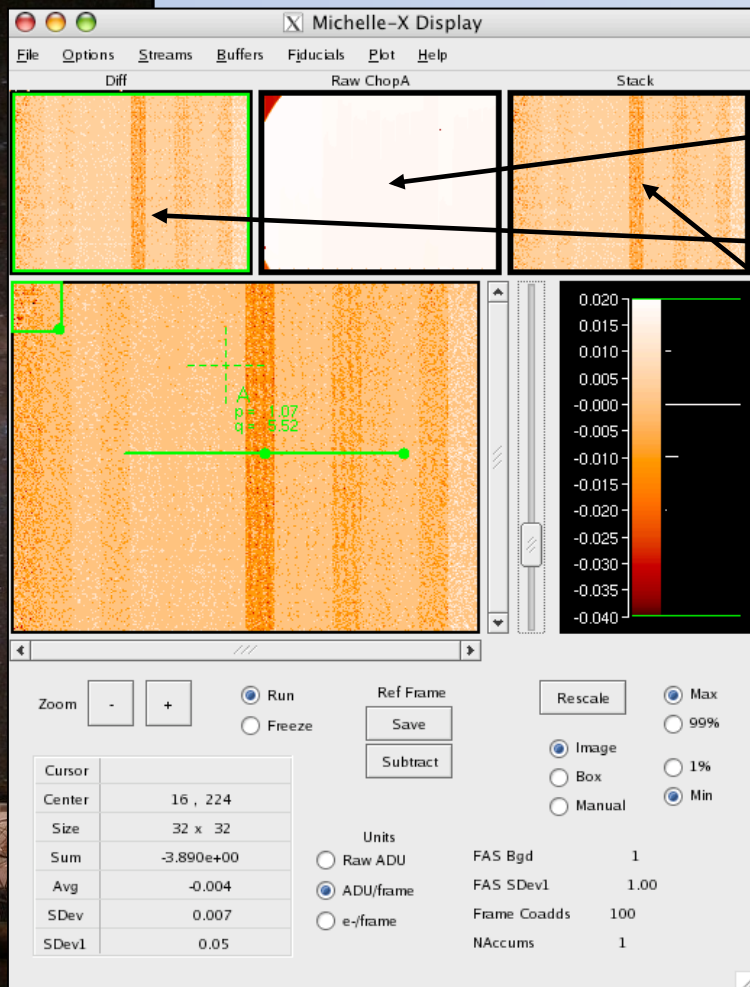 Michelle-X Display
File Options Streams Buffers Fiducials Plot Help
Diff Raw ChopA Stack
A
p= 1.07
q= 5.52
0.020
0.015
0.010
0.005
-0.000
-0.005
-0.010
-0.015
-0.020
-0.025
-0.030
-0.035
-0.040
Zoom - +
Run
Freeze
Ref Frame
Save
Subtract
Rescale
Max
99%
Image
Box
Manual
1%
Min
Cursor
Center 16 , 224
Size 32 x 32
Sum -3.890e+00
Avg -0.004
SDev 0.007
SDev1 0.05
Units
Raw ADU
ADU/frame
e-/frame
FAS Bgd 1
FAS SDev1 1.00
Frame Coadds 100
NAccums 1